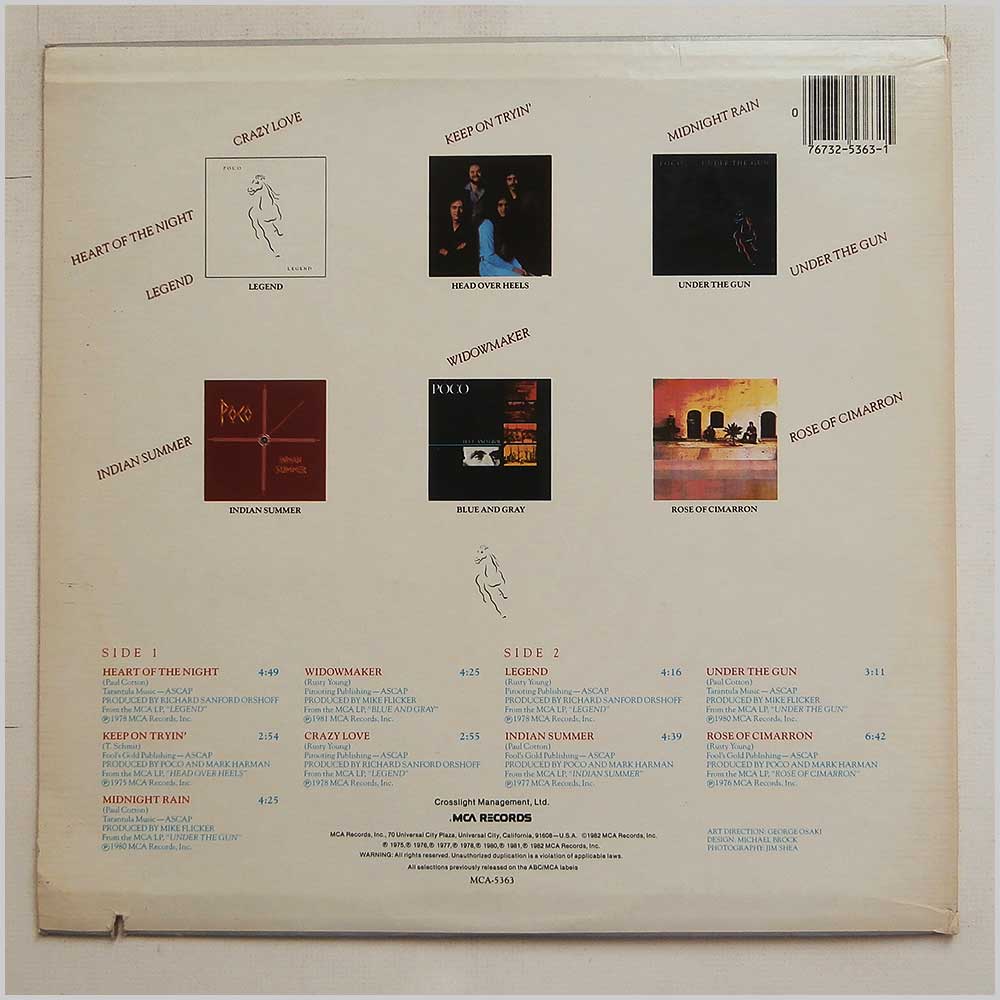 CRAZY LOVE
KEEP ON TRYIN'
MIDNIGHT RAIN
0
76732-5363-1
POCO
LEGEND
POCO UNDER THE GUN
HEART OF THE NIGHT
LEGEND
UNDER THE GUN
LEGEND
HEAD OVER HEELS
UNDER THE GUN
WIDOWMAKER
POCO
INDIAN SUMMER
POCO
BLUE AND GRAY
ROSE OF CIMARRON
INDIAN SUMMER
INDIAN SUMMER
BLUE AND GRAY
ROSE OF CIMARRON
SIDE 1
HEART OF THE NIGHT 4:49
(Paul Cotton)
Tarantula Music—ASCAP
PRODUCED BY RICHARD SANFORD ORSHOFF
From the MCA LP, "LEGEND"
℗1978 MCA Records, Inc.
KEEP ON TRYIN' 2:54
(T. Schmit)
Fool's Gold Publishing—ASCAP
PRODUCED BY POCO AND MARK HARMAN
From the MCA LP, "HEAD OVER HEELS"
℗1975 MCA Records, Inc.
MIDNIGHT RAIN 4:25
(Paul Cotton)
Tarantula Music—ASCAP
PRODUCED BY MIKE FLICKER
From the MCA LP, "UNDER THE GUN"
℗1980 MCA Records, Inc.
WIDOWMAKER 4:25
(Rusty Young)
Pirooting Publishing—ASCAP
PRODUCED BY MIKE FLICKER
From the MCA LP, "BLUE AND GRAY"
℗1981 MCA Records, Inc.
CRAZY LOVE 2:55
(Rusty Young)
Pirooting Publishing—ASCAP
PRODUCED BY RICHARD SANFORD ORSHOFF
From the MCA LP, "LEGEND"
℗1978 MCA Records, Inc.
SIDE 2
LEGEND 4:16
(Rusty Young)
Pirooting Publishing—ASCAP
PRODUCED BY RICHARD SANFORD ORSHOFF
From the MCA LP, "LEGEND"
℗1978 MCA Records, Inc.
INDIAN SUMMER 4:39
(Paul Cotton)
Fool's Gold Publishing—ASCAP
PRODUCED BY POCO AND MARK HARMAN
From the MCA LP, "INDIAN SUMMER"
℗1977 MCA Records, Inc.
UNDER THE GUN 3:11
(Paul Cotton)
Tarantula Music—ASCAP
PRODUCED BY MIKE FLICKER
From the MCA LP, "UNDER THE GUN"
℗1980 MCA Records, Inc.
ROSE OF CIMARRON 6:42
(Rusty Young)
Fool's Gold Publishing—ASCAP
PRODUCED BY POCO AND MARK HARMAN
From the MCA LP, "ROSE OF CIMARRON"
℗1976 MCA Records, Inc.
Crosslight Management, Ltd.
MCA RECORDS
MCA Records, Inc., 70 Universal City Plaza, Universal City, California, 91608—U.S.A. ©1982 MCA Records, Inc.
℗ 1975, ℗ 1976, ℗ 1977, ℗ 1978, ℗ 1980, ℗ 1981, ℗ 1982 MCA Records, Inc.
WARNING: All rights reserved. Unauthorized duplication is a violation of applicable laws.
All selections previously released on the ABC/MCA labels
MCA-5363
ART DIRECTION: GEORGE OSAKI
DESIGN: MICHAEL BROCK
PHOTOGRAPHY: JIM SHEA